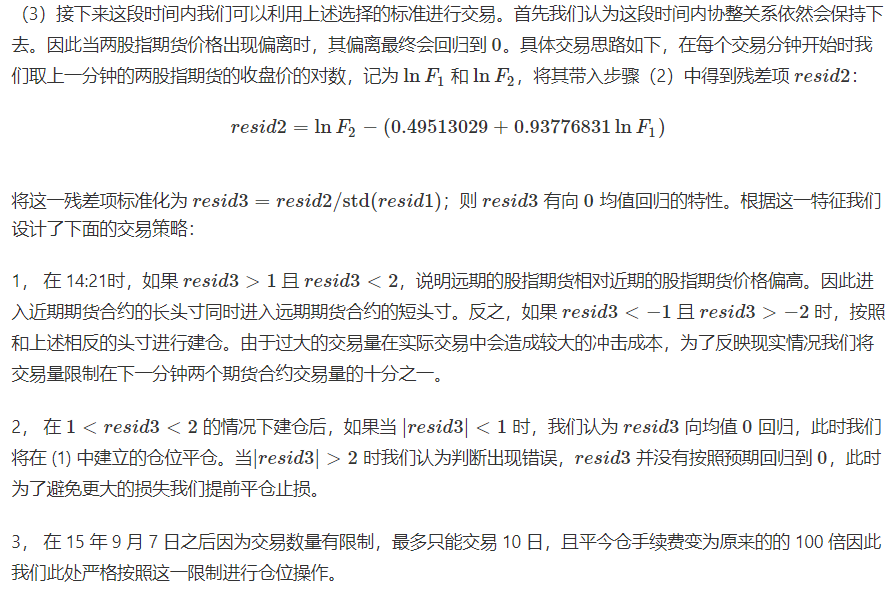 （3）接下来这段时间内我们可以利用上述选择的标准进行交易。首先我们认为这段时间内协整关系依然会保持下
去。因此当两股指期货价格出现偏离时，其偏离最终会回归到 0。具体交易思路如下，在每个交易分钟开始时我
们取上一分钟的两股指期货的收盘价的对数，记为 ln F₁ 和 ln F₂，将其带入步骤（2）中得到残差项 resid2：
resid2 = ln F₂ − (0.49513029 + 0.93776831 ln F₁)
将这一残差项标准化为 resid3 = resid2/std(resid1)；则 resid3 有向 0 均值回归的特性。根据这一特征我们
设计了下面的交易策略：
1， 在 14:21时，如果 resid3 > 1 且 resid3 < 2，说明远期的股指期货相对近期的股指期货价格偏高。因此进
入近期期货合约的长头寸同时进入远期期货合约的短头寸。反之，如果 resid3 < −1 且 resid3 > −2 时，按照
和上述相反的头寸进行建仓。由于过大的交易量在实际交易中会造成较大的冲击成本，为了反映现实情况我们将
交易量限制在下一分钟两个期货合约交易量的十分之一。
2， 在 1 < resid3 < 2 的情况下建仓后，如果当 |resid3| < 1 时，我们认为 resid3 向均值 0 回归，此时我们
将在 (1) 中建立的仓位平仓。当|resid3| > 2 时我们认为判断出现错误，resid3 并没有按照预期回归到 0，此时
为了避免更大的损失我们提前平仓止损。
3， 在 15 年 9 月 7 日之后因为交易数量有限制，最多只能交易 10 日，且平今仓手续费变为原来的的 100 倍因此
我们此处严格按照这一限制进行仓位操作。